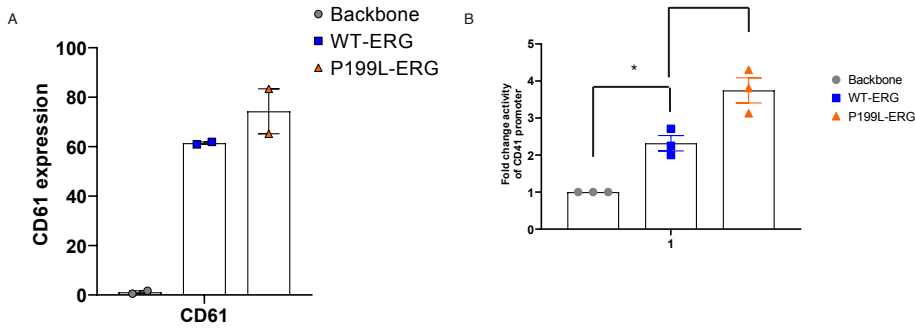 A
Backbone
WT-ERG
P199L-ERG
CD61 expression
100
80
60
40
20
0
CD61
B
*
Fold change activity
of CD41 promoter
5
4
3
2
1
0
1
Backbone
WT-ERG
P199L-ERG